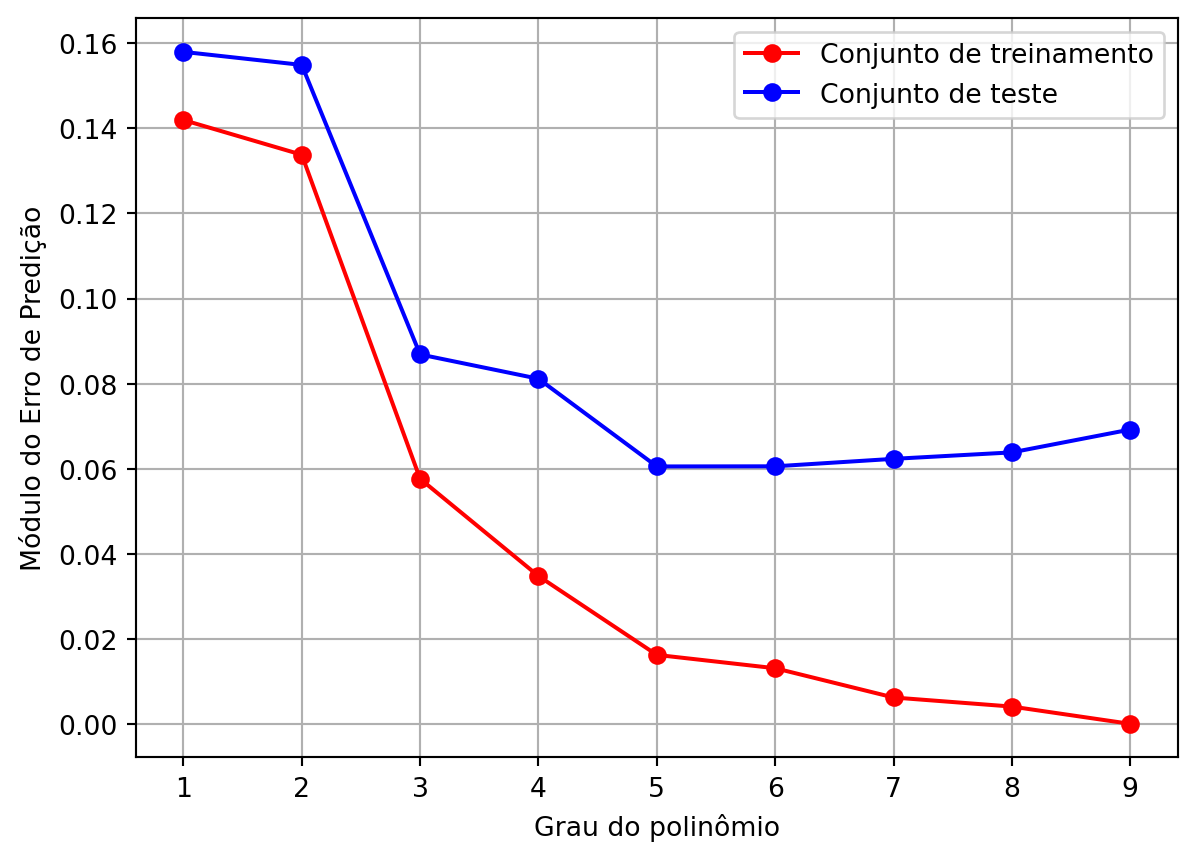 0.16
0.14
0.12
0.10
0.08
0.06
0.04
0.02
0.00
Módulo do Erro de Predição
Conjunto de treinamento
Conjunto de teste
1 2 3 4 5 6 7 8 9
Grau do polinômio